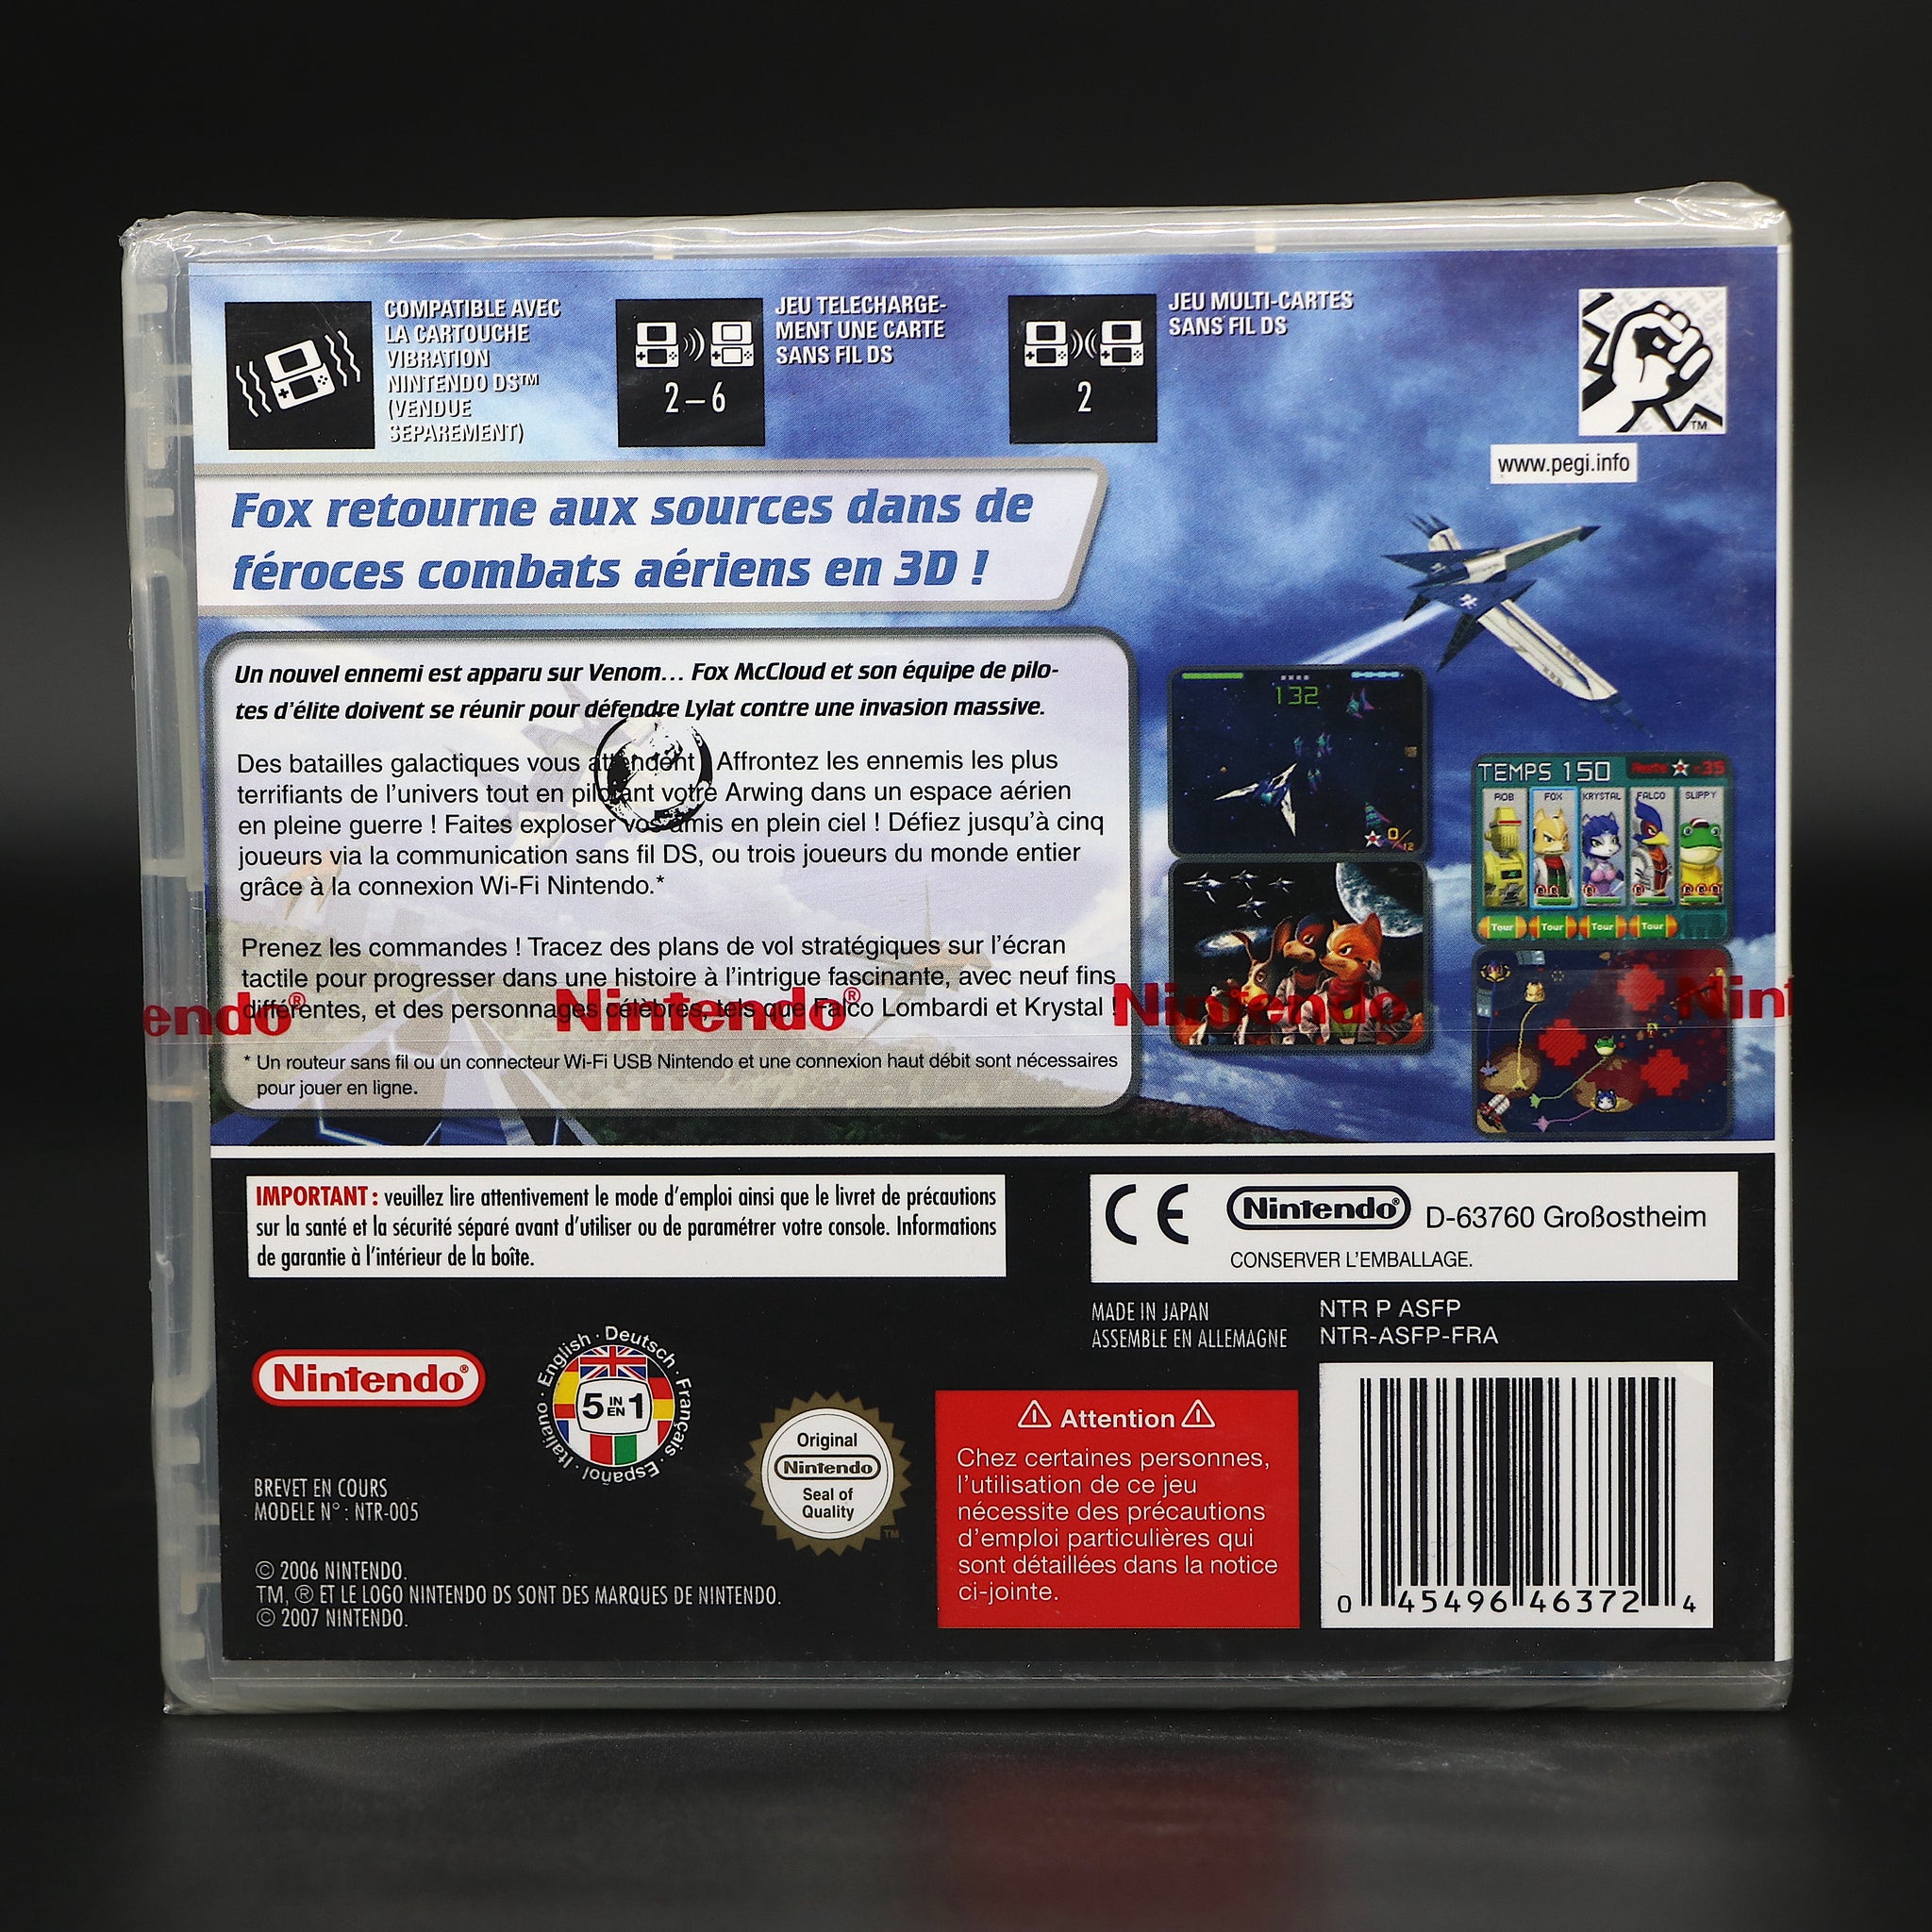 COMPATIBLE AVEC
LA CARTOUCHE
VIBRATION
NINTENDO DS™
(VENDUE
SEPAREMENT)
2–6
JEU TELECHARGE-
MENT UNE CARTE
SANS FIL DS
2
JEU MULTI-CARTES
SANS FIL DS
TM
www.pegi.info
Fox retourne aux sources dans de
féroces combats aériens en 3D !
Un nouvel ennemi est apparu sur Venom... Fox McCloud et son équipe de pilo-
tes d'élite doivent se réunir pour défendre Lylat contre une invasion massive.
Des batailles galactiques vous attendent ! Affrontez les ennemis les plus
terrifiants de l'univers tout en pilotant votre Arwing dans un espace aérien
en pleine guerre ! Faites exploser vos amis en plein ciel ! Défiez jusqu'à cinq
joueurs via la communication sans fil DS, ou trois joueurs du monde entier
grâce à la connexion Wi-Fi Nintendo.*
Prenez les commandes ! Tracez des plans de vol stratégiques sur l'écran
tactile pour progresser dans une histoire à l'intrigue fascinante, avec neuf fins
différentes, et des personnages célèbres, tels que Falco Lombardi et Krystal !
endo® Nintendo® Nintendo® Nin
* Un routeur sans fil ou un connecteur Wi-Fi USB Nintendo et une connexion haut débit sont nécessaires
pour jouer en ligne.
132
0/12
TEMPS 150
35
ROB FOX KRYSTAL FALCO SLIPPY
Tour Tour Tour Tour
IMPORTANT : veuillez lire attentivement le mode d'emploi ainsi que le livret de précautions
sur la santé et la sécurité séparé avant d'utiliser ou de paramétrer votre console. Informations
de garantie à l'intérieur de la boîte.
CE Nintendo® D-63760 Großostheim
CONSERVER L'EMBALLAGE.
MADE IN JAPAN
ASSEMBLE EN ALLEMAGNE
NTR P ASFP
NTR-ASFP-FRA
Nintendo®
English · Deutsch · Français · Español · Italiano ·
5 IN EN 1
Original
Nintendo
Seal of
Quality
TM
BREVET EN COURS
MODELE N° : NTR-005
© 2006 NINTENDO.
TM, ® ET LE LOGO NINTENDO DS SONT DES MARQUES DE NINTENDO.
© 2007 NINTENDO.
Attention
Chez certaines personnes,
l'utilisation de ce jeu
nécessite des précautions
d'emploi particulières qui
sont détaillées dans la notice
ci-jointe.
0 45496 46372 4